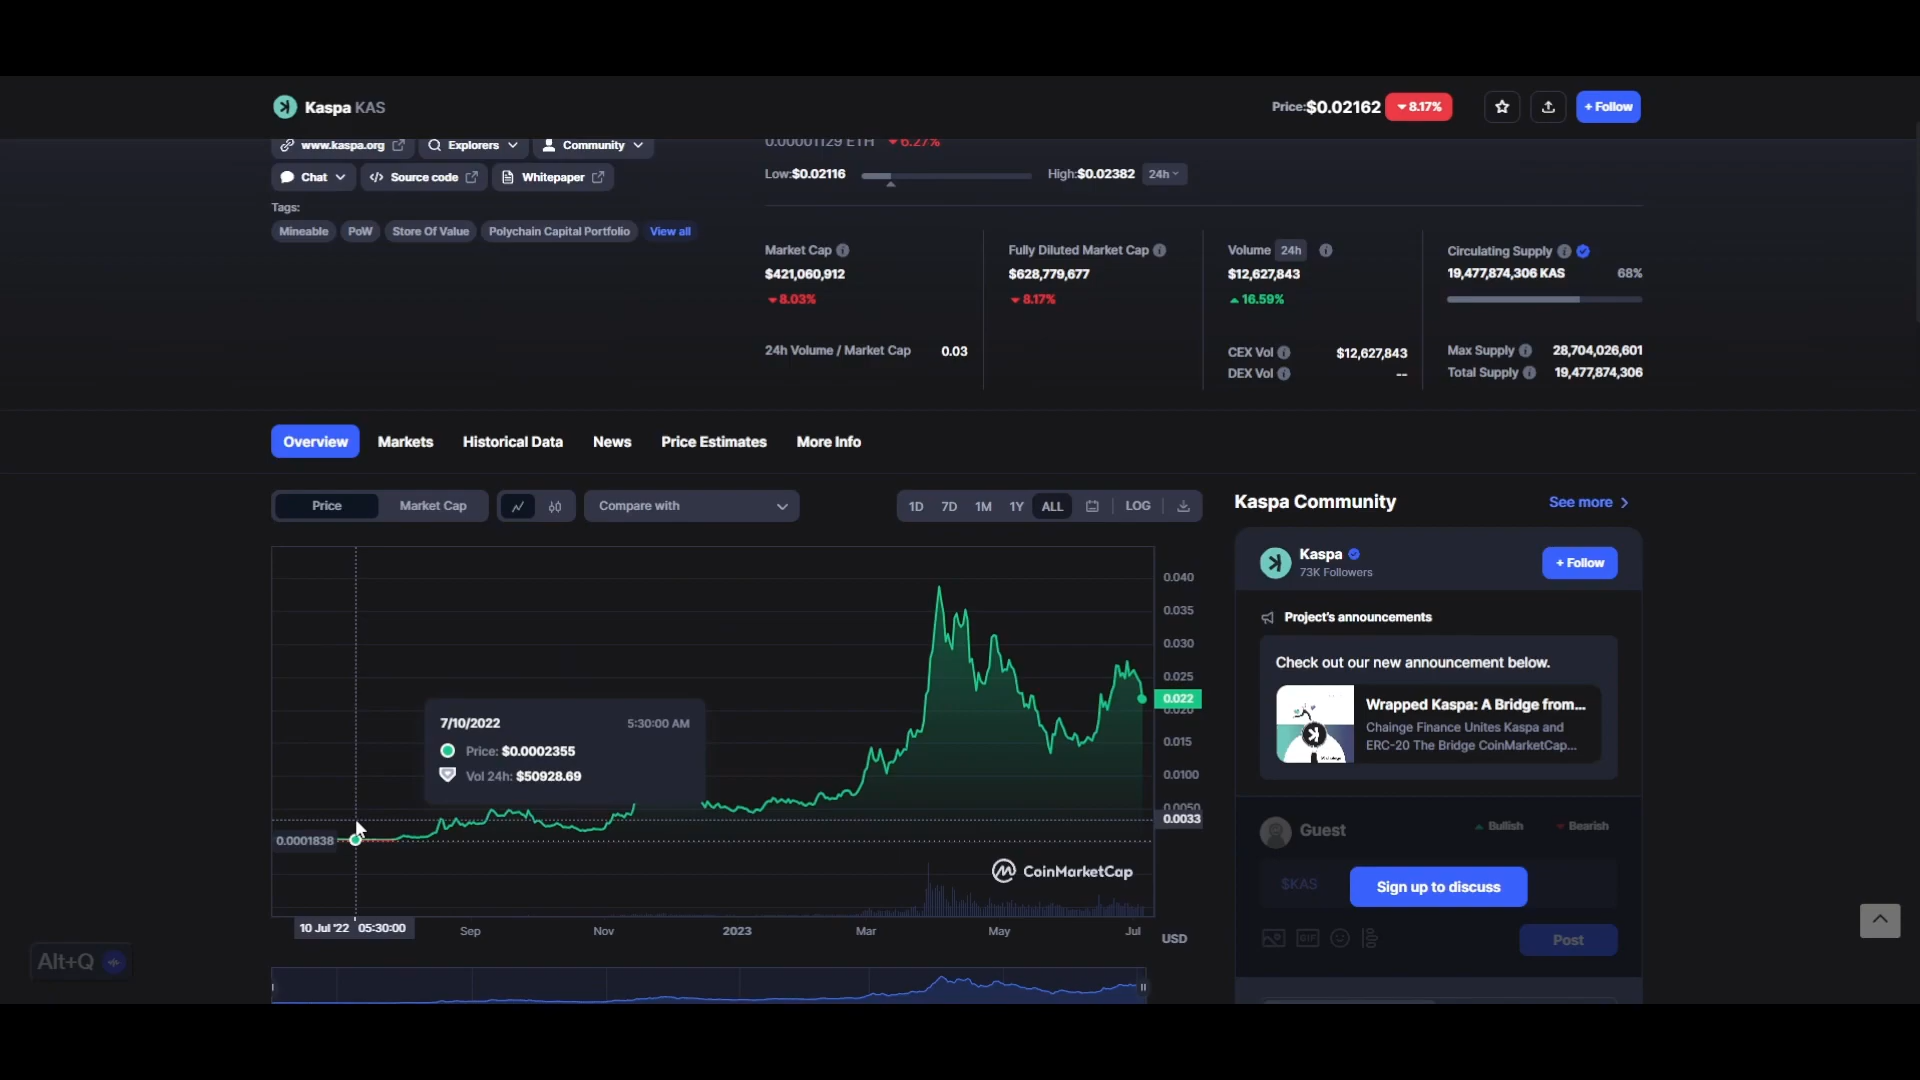 Kaspa KAS
Price:$0.02162 8.17%
+ Follow
www.kaspa.org Explorers Community
0.00001129 ETH 6.27%
Chat Source code Whitepaper
Low:$0.02116 High:$0.02382 24h
Tags:
Mineable PoW Store Of Value Polychain Capital Portfolio View all
Market Cap
$421,060,912
8.03%
24h Volume / Market Cap 0.03
Fully Diluted Market Cap
$628,779,677
8.17%
Volume 24h
$12,627,843
16.59%
CEX Vol $12,627,843
DEX Vol --
Circulating Supply
19,477,874,306 KAS 68%
Max Supply 28,704,026,601
Total Supply 19,477,874,306
Overview Markets Historical Data News Price Estimates More Info
Price Market Cap Compare with 1D 7D 1M 1Y ALL LOG
0.040
0.035
0.030
0.025
0.022
0.020
0.015
0.0100
0.0050
0.0033
7/10/2022 5:30:00 AM
Price: $0.0002355
Vol 24h: $50928.69
0.0001838
CoinMarketCap
10 Jul '22 05:30:00 Sep Nov 2023 Mar May Jul
USD
Alt+Q
Kaspa Community See more
Kaspa
73K Followers
+ Follow
Project's announcements
Check out our new announcement below.
Wrapped Kaspa: A Bridge from...
Chainge Finance Unites Kaspa and
ERC-20 The Bridge CoinMarketCap...
Guest Bullish Bearish
$KAS
Sign up to discuss
GIF
Post